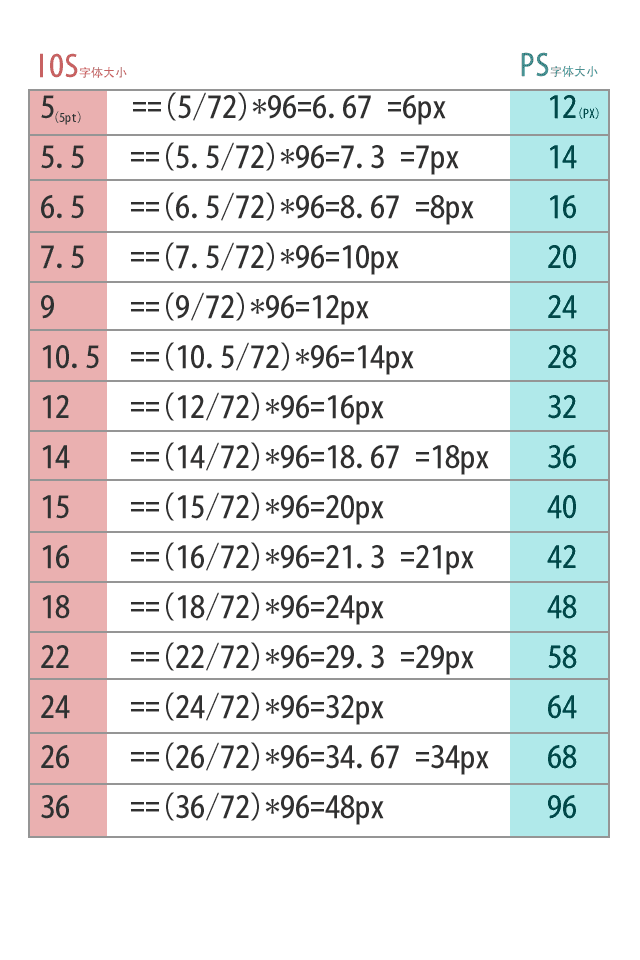 IOS字体大小 PS字体大小
5(5pt) ==(5/72)*96=6.67 =6px 12(PX)
5.5 ==(5.5/72)*96=7.3 =7px 14
6.5 ==(6.5/72)*96=8.67 =8px 16
7.5 ==(7.5/72)*96=10px 20
9 ==(9/72)*96=12px 24
10.5 ==(10.5/72)*96=14px 28
12 ==(12/72)*96=16px 32
14 ==(14/72)*96=18.67 =18px 36
15 ==(15/72)*96=20px 40
16 ==(16/72)*96=21.3 =21px 42
18 ==(18/72)*96=24px 48
22 ==(22/72)*96=29.3 =29px 58
24 ==(24/72)*96=32px 64
26 ==(26/72)*96=34.67 =34px 68
36 ==(36/72)*96=48px 96